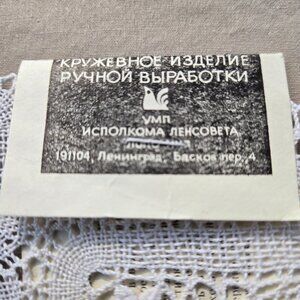 КРУЖЕВНОЕ ИЗДЕЛИЕ
РУЧНОЙ ВЫРАБОТКИ
УМП
ИСПОЛКОМА ЛЕНСОВЕТА
191104, Ленинград, Басков пер., 4